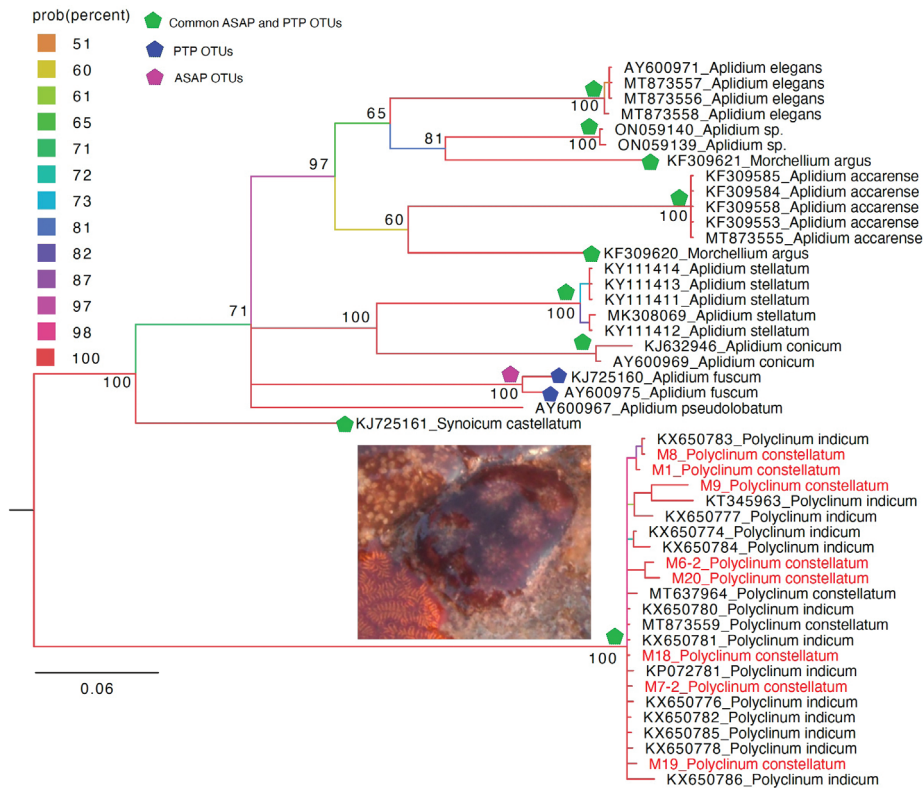 prob(percent)
51
60
61
65
71
72
73
81
82
87
97
98
100
Common ASAP and PTP OTUs
PTP OTUs
ASAP OTUs
AY600971_Aplidium elegans
MT873557_Aplidium elegans
MT873556_Aplidium elegans
100
MT873558_Aplidium elegans
65
ON059140_Aplidium sp.
81
100
ON059139_Aplidium sp.
97
KF309621_Morchellium argus
KF309585_Aplidium accarense
KF309584_Aplidium accarense
KF309558_Aplidium accarense
60
100
KF309553_Aplidium accarense
MT873555_Aplidium accarense
KF309620_Morchellium argus
KY111414_Aplidium stellatum
KY111413_Aplidium stellatum
KY111411_Aplidium stellatum
71
100
100
MK308069_Aplidium stellatum
KY111412_Aplidium stellatum
KJ632946_Aplidium conicum
AY600969_Aplidium conicum
100
KJ725160_Aplidium fuscum
100
AY600975_Aplidium fuscum
AY600967_Aplidium pseudolobatum
KJ725161_Synoicum castellatum
KX650783_Polyclinum indicum
M8_Polyclinum constellatum
M1_Polyclinum constellatum
M9_Polyclinum constellatum
KT345963_Polyclinum indicum
KX650777_Polyclinum indicum
KX650774_Polyclinum indicum
KX650784_Polyclinum indicum
M6-2_Polyclinum constellatum
M20_Polyclinum constellatum
MT637964_Polyclinum constellatum
KX650780_Polyclinum indicum
MT873559_Polyclinum constellatum
KX650781_Polyclinum indicum
100
M18_Polyclinum constellatum
KP072781_Polyclinum indicum
M7-2_Polyclinum constellatum
KX650776_Polyclinum indicum
KX650782_Polyclinum indicum
KX650785_Polyclinum indicum
KX650778_Polyclinum indicum
M19_Polyclinum constellatum
KX650786_Polyclinum indicum
0.06